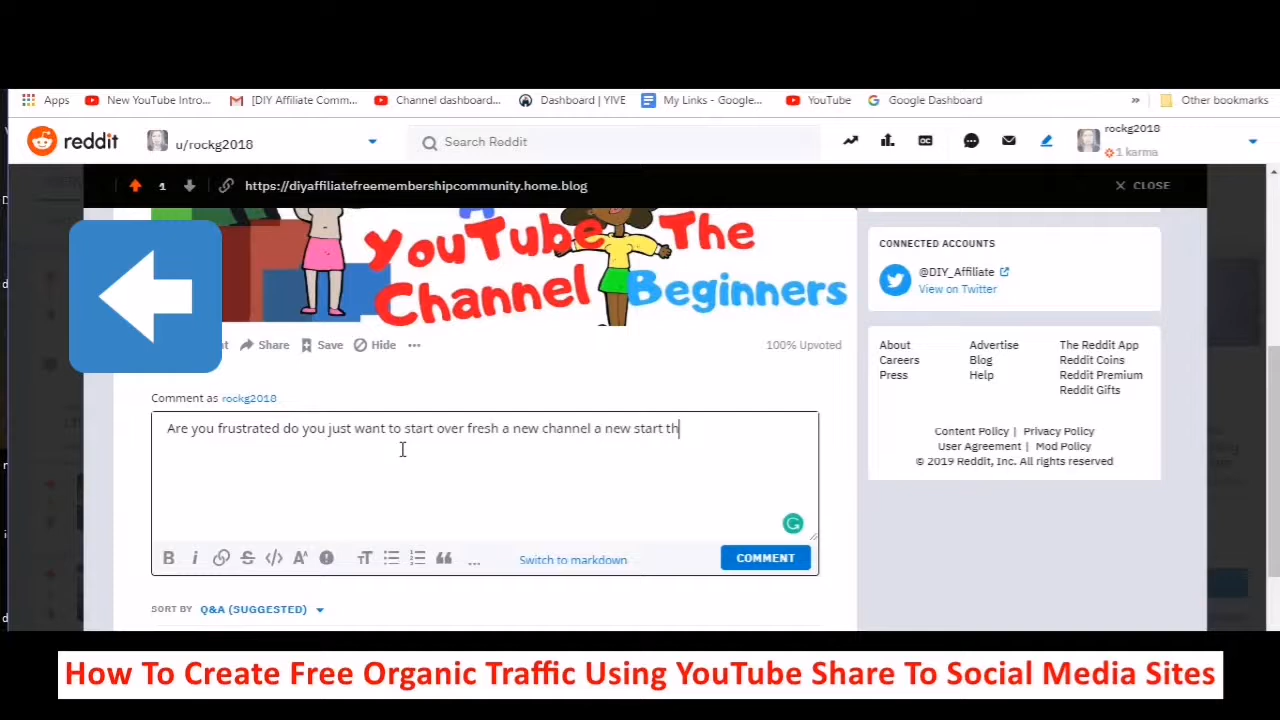 Apps New YouTube Intro... [DIY Affiliate Comm... Channel dashboard... Dashboard | YIVE My Links - Google... YouTube Google Dashboard » Other bookmarks
reddit u/rockg2018 Search Reddit rockg2018
1 karma
1 https://diyaffiliatefreemembershipcommunity.home.blog CLOSE
YouTube The
Channel Beginners
CONNECTED ACCOUNTS
@DIY_Affiliate
View on Twitter
Share Save Hide ... 100% Upvoted
About Advertise The Reddit App
Careers Blog Reddit Coins
Press Help Reddit Premium
Reddit Gifts
Content Policy | Privacy Policy
User Agreement | Mod Policy
© 2019 Reddit, Inc. All rights reserved
Comment as rockg2018
Are you frustrated do you just want to start over fresh a new channel a new start th
B i S </> A TT ... Switch to markdown COMMENT
SORT BY Q&A (SUGGESTED)
How To Create Free Organic Traffic Using YouTube Share To Social Media Sites